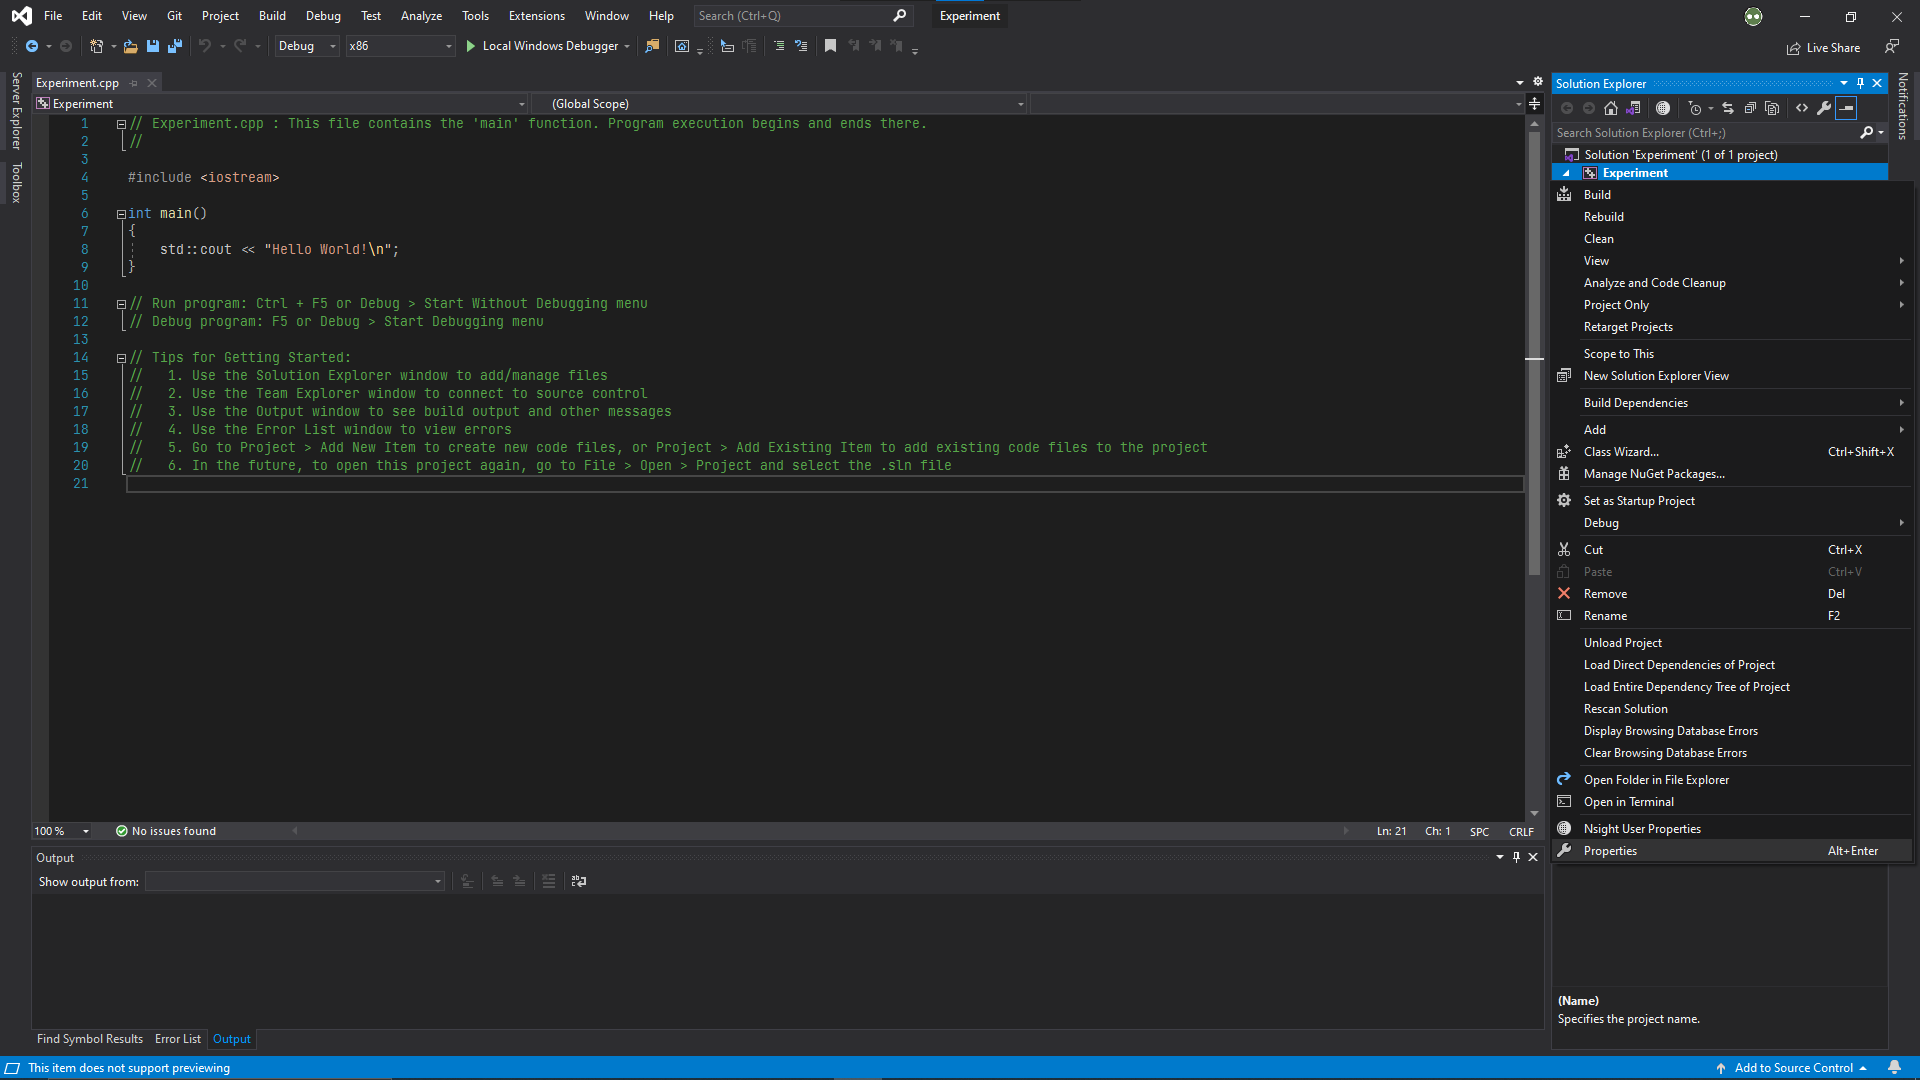 File Edit View Git Project Build Debug Test Analyze Tools Extensions Window Help Search (Ctrl+Q) Experiment
Debug x86 Local Windows Debugger Live Share
Server Explorer
Toolbox
Experiment.cpp
Experiment (Global Scope)
1 // Experiment.cpp : This file contains the 'main' function. Program execution begins and ends there.
2 //
3
4 #include <iostream>
5
6 int main()
7 {
8 std::cout << "Hello World!\n";
9 }
10
11 // Run program: Ctrl + F5 or Debug > Start Without Debugging menu
12 // Debug program: F5 or Debug > Start Debugging menu
13
14 // Tips for Getting Started:
15 // 1. Use the Solution Explorer window to add/manage files
16 // 2. Use the Team Explorer window to connect to source control
17 // 3. Use the Output window to see build output and other messages
18 // 4. Use the Error List window to view errors
19 // 5. Go to Project > Add New Item to create new code files, or Project > Add Existing Item to add existing code files to the project
20 // 6. In the future, to open this project again, go to File > Open > Project and select the .sln file
21
100 % No issues found Ln: 21 Ch: 1 SPC CRLF
Output
Show output from:
Find Symbol Results Error List Output
Solution Explorer
Search Solution Explorer (Ctrl+;)
Solution 'Experiment' (1 of 1 project)
Experiment
Build
Rebuild
Clean
View
Analyze and Code Cleanup
Project Only
Retarget Projects
Scope to This
New Solution Explorer View
Build Dependencies
Add
Class Wizard... Ctrl+Shift+X
Manage NuGet Packages...
Set as Startup Project
Debug
Cut Ctrl+X
Paste Ctrl+V
Remove Del
Rename F2
Unload Project
Load Direct Dependencies of Project
Load Entire Dependency Tree of Project
Rescan Solution
Display Browsing Database Errors
Clear Browsing Database Errors
Open Folder in File Explorer
Open in Terminal
Nsight User Properties
Properties Alt+Enter
(Name)
Specifies the project name.
Notifications
This item does not support previewing Add to Source Control